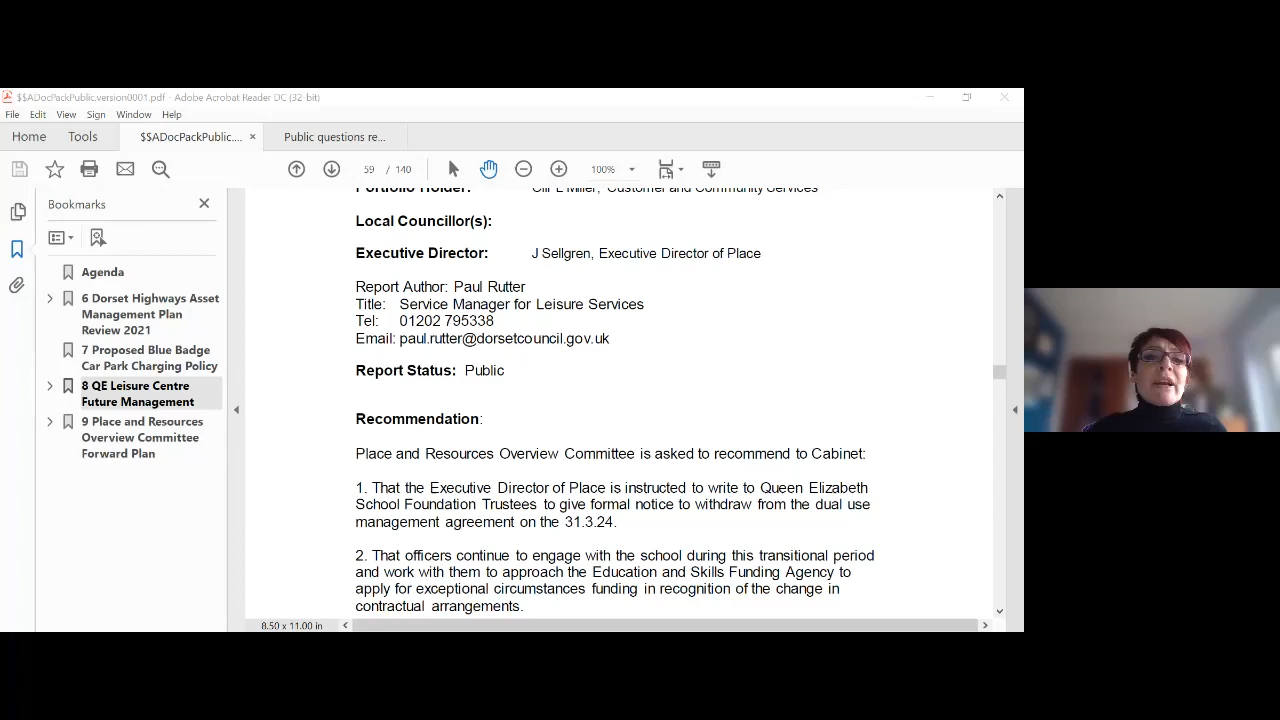 $$ADocPackPublic.version0001.pdf - Adobe Acrobat Reader DC (32-bit)
File Edit View Sign Window Help
Home Tools $$ADocPackPublic.... × Public questions re...
59 / 140 100%
Bookmarks
Agenda
6 Dorset Highways Asset
Management Plan
Review 2021
7 Proposed Blue Badge
Car Park Charging Policy
8 QE Leisure Centre
Future Management
9 Place and Resources
Overview Committee
Forward Plan
Portfolio Holder: Cllr L Miller, Customer and Community Services
Local Councillor(s):
Executive Director: J Sellgren, Executive Director of Place
Report Author: Paul Rutter
Title: Service Manager for Leisure Services
Tel: 01202 795338
Email: paul.rutter@dorsetcouncil.gov.uk
Report Status: Public
Recommendation:
Place and Resources Overview Committee is asked to recommend to Cabinet:
1. That the Executive Director of Place is instructed to write to Queen Elizabeth
School Foundation Trustees to give formal notice to withdraw from the dual use
management agreement on the 31.3.24.
2. That officers continue to engage with the school during this transitional period
and work with them to approach the Education and Skills Funding Agency to
apply for exceptional circumstances funding in recognition of the change in
contractual arrangements.
8.50 x 11.00 in